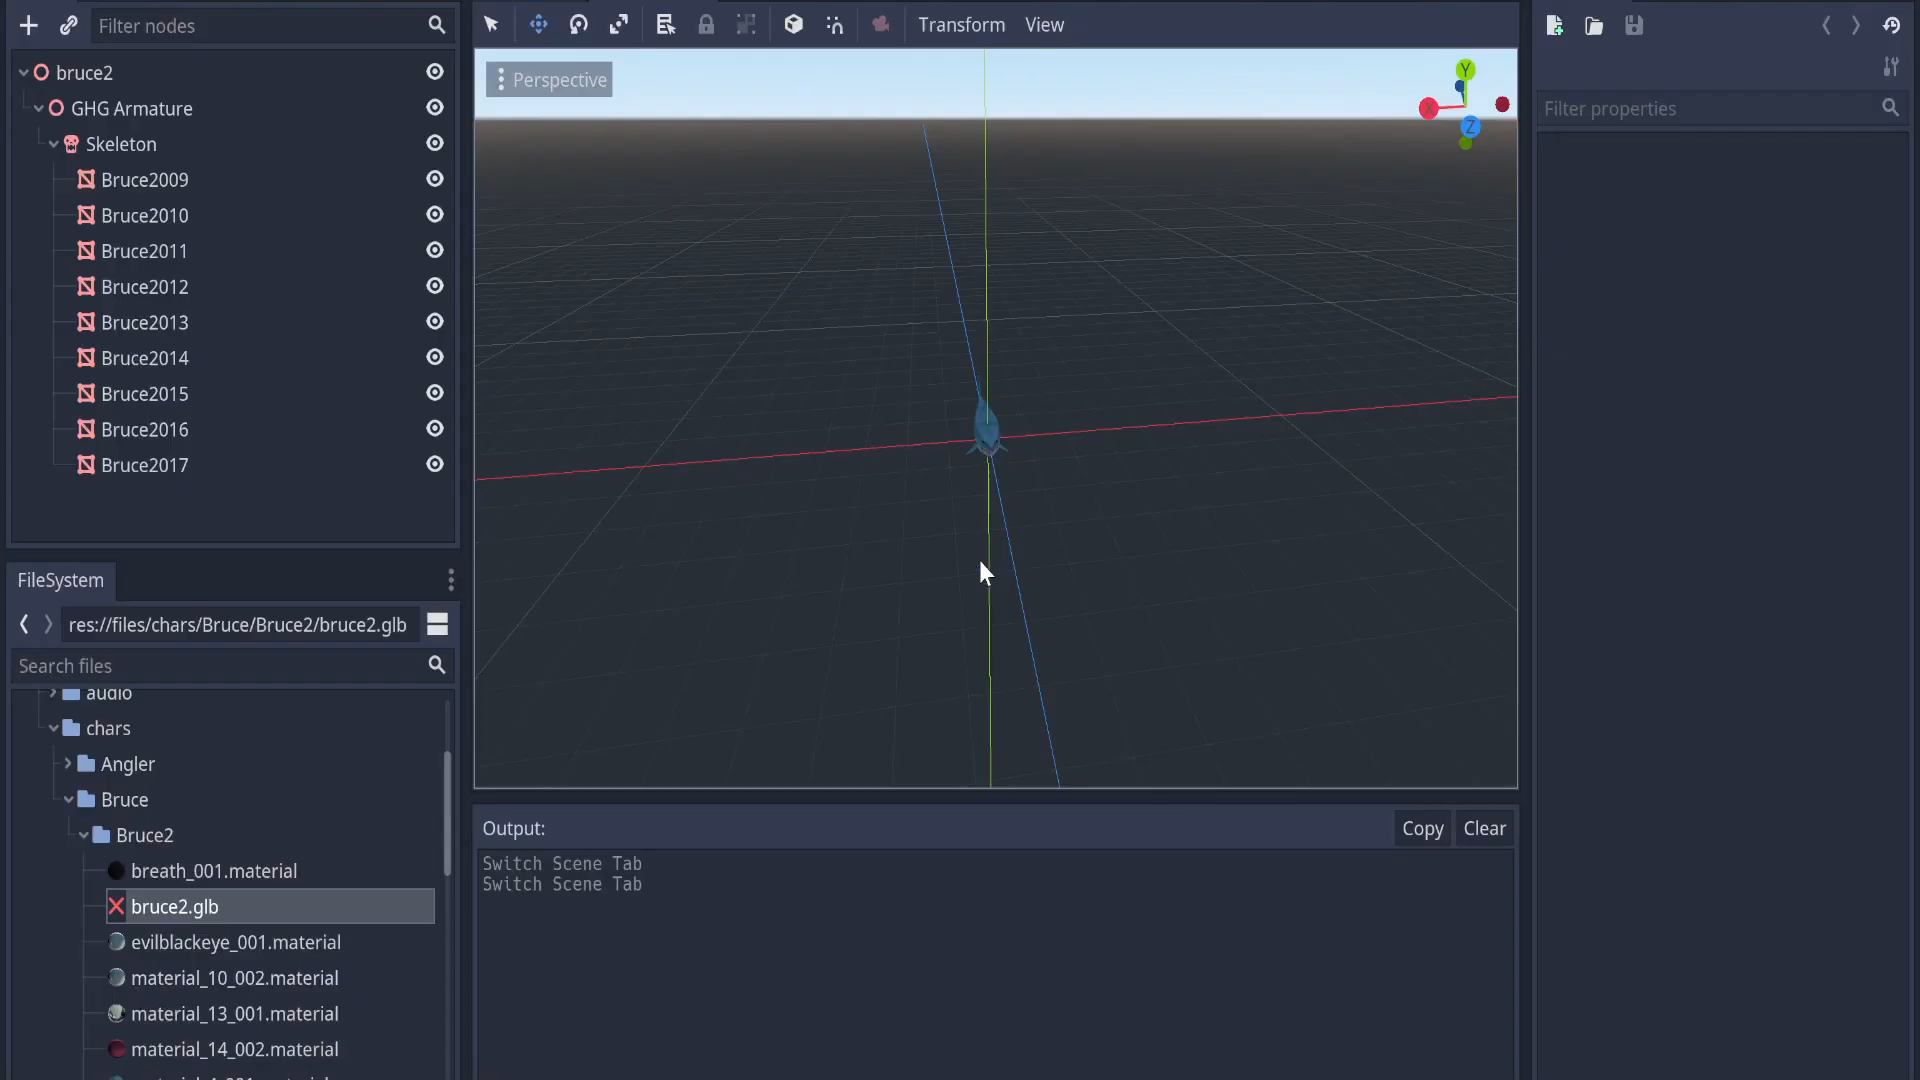 Filter nodes
bruce2
GHG Armature
Skeleton
Bruce2009
Bruce2010
Bruce2011
Bruce2012
Bruce2013
Bruce2014
Bruce2015
Bruce2016
Bruce2017
FileSystem
res://files/chars/Bruce/Bruce2/bruce2.glb
Search files
audio
chars
Angler
Bruce
Bruce2
breath_001.material
bruce2.glb
evilblackeye_001.material
material_10_002.material
material_13_001.material
material_14_002.material
Transform View
Perspective
Y
X
Z
Output:
Copy Clear
Switch Scene Tab
Switch Scene Tab
Filter properties